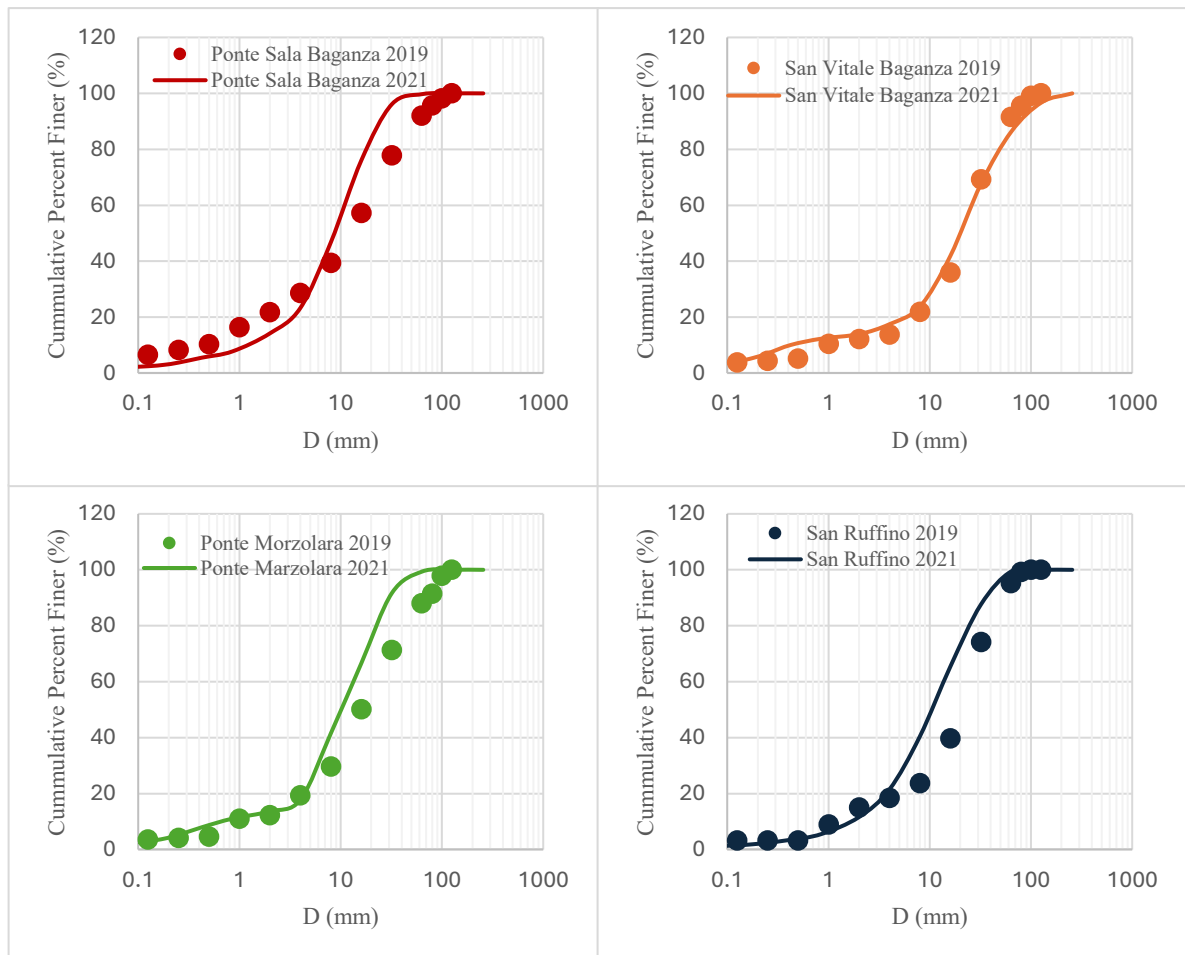 Cummulative Percent Finer (%)
120
100
80
60
40
20
0
Ponte Sala Baganza 2019
Ponte Sala Baganza 2021
0.1 1 10 100 1000
D (mm)
Cummulative Percent Finer (%)
120
100
80
60
40
20
0
San Vitale Baganza 2019
San Vitale Baganza 2021
0.1 1 10 100 1000
D (mm)
Cummulative Percent Finer (%)
120
100
80
60
40
20
0
Ponte Morzolara 2019
Ponte Marzolara 2021
0.1 1 10 100 1000
D (mm)
Cummulative Percent Finer (%)
120
100
80
60
40
20
0
San Ruffino 2019
San Ruffino 2021
0.1 1 10 100 1000
D (mm)